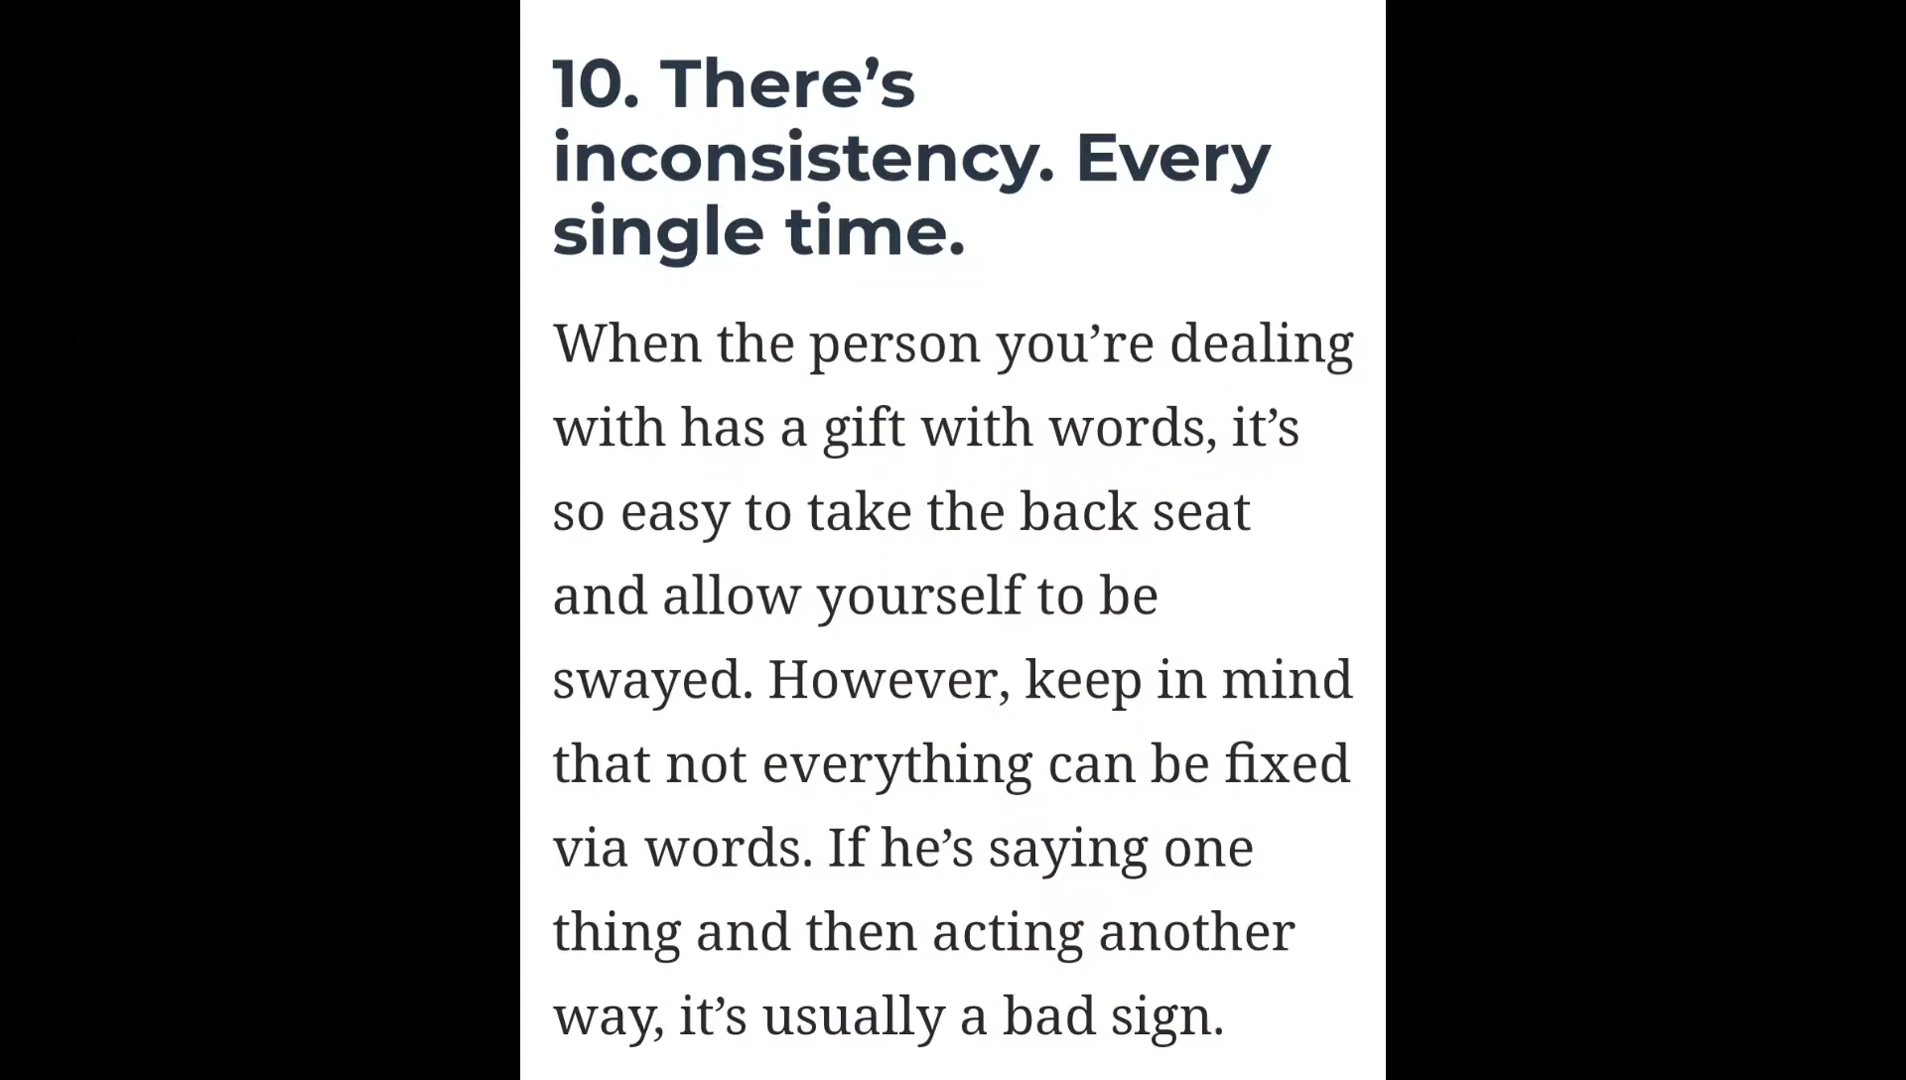 10. There’s
inconsistency. Every
single time.
When the person you’re dealing
with has a gift with words, it’s
so easy to take the back seat
and allow yourself to be
swayed. However, keep in mind
that not everything can be fixed
via words. If he’s saying one
thing and then acting another
way, it’s usually a bad sign.